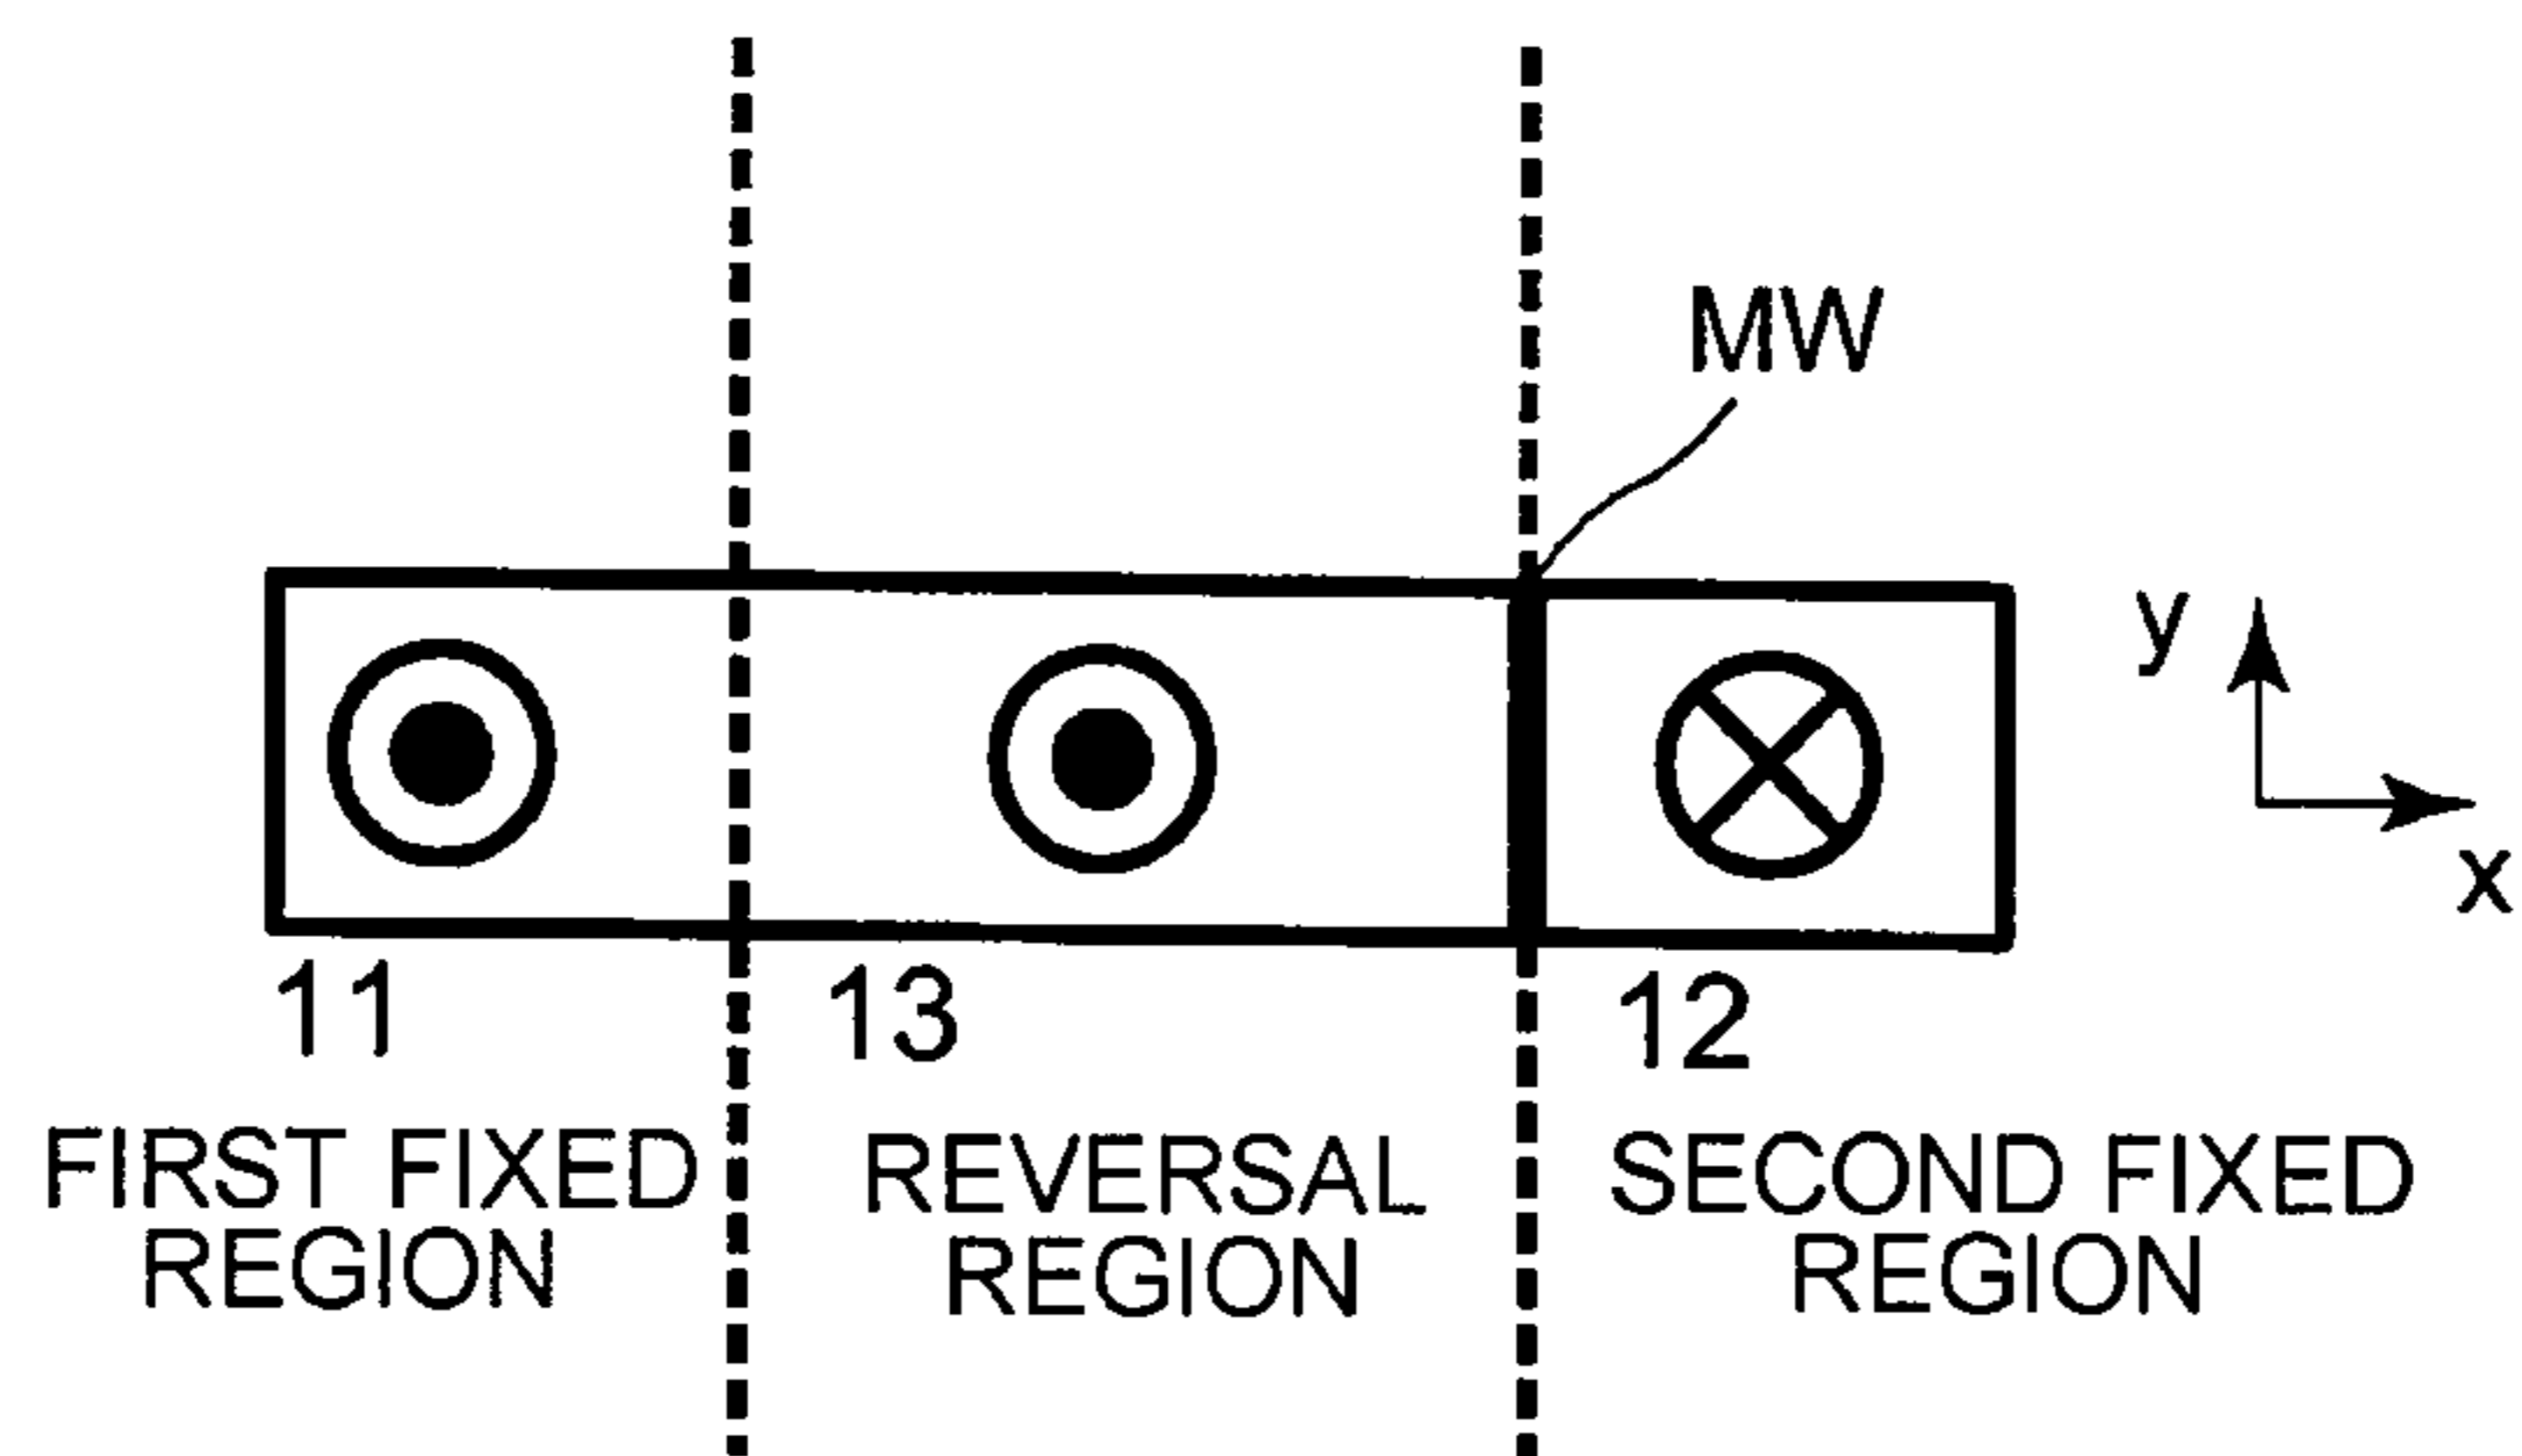 MW
y
x
11
13
12
FIRST FIXED
REGION
REVERSAL
REGION
SECOND FIXED
REGION